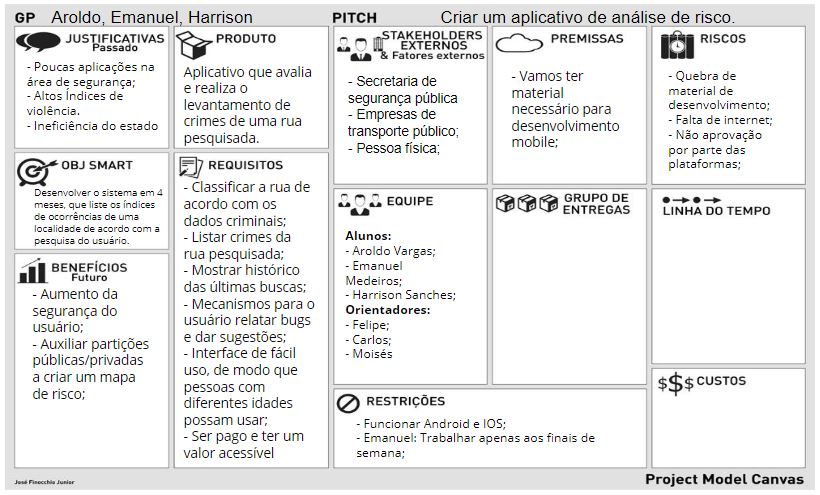 GP Aroldo, Emanuel, Harrison
PITCH Criar um aplicativo de análise de risco.
JUSTIFICATIVAS
Passado
- Poucas aplicações na
área de segurança;
- Altos Índices de
violência.
- Ineficiência do estado
OBJ SMART
Desenvolver o sistema em 4
meses, que liste os índices
de ocorrências de uma
localidade de acordo com a
pesquisa do usuário.
BENEFÍCIOS
Futuro
- Aumento da
segurança do
usuário;
- Auxiliar partições
públicas/privadas
a criar um mapa
de risco;
PRODUTO
Aplicativo que avalia
e realiza o
levantamento de
crimes de uma rua
pesquisada.
REQUISITOS
- Classificar a rua de
acordo com os
dados criminais;
- Listar crimes da
rua pesquisada;
- Mostrar histórico
das últimas buscas;
- Mecanismos para o
usuário relatar bugs
e dar sugestões;
- Interface de fácil
uso, de modo que
pessoas com
diferentes idades
possam usar;
- Ser pago e ter um
valor acessível
STAKEHOLDERS
EXTERNOS
& Fatores externos
- Secretaria de
segurança pública
- Empresas de
transporte público;
- Pessoa física;
EQUIPE
Alunos:
- Aroldo Vargas;
- Emanuel
Medeiros;
- Harrison Sanches;
Orientadores:
- Felipe;
- Carlos;
- Moisés
PREMISSAS
- Vamos ter
material
necessário para
desenvolvimento
mobile;
GRUPO DE
ENTREGAS
RESTRIÇÕES
- Funcionar Android e IOS;
- Emanuel: Trabalhar apenas aos finais de
semana;
RISCOS
- Quebra de
material de
desenvolvimento;
- Falta de internet;
- Não aprovação
por parte das
plataformas;
LINHA DO TEMPO
$$$ CUSTOS
José Finocchio Junior
Project Model Canvas